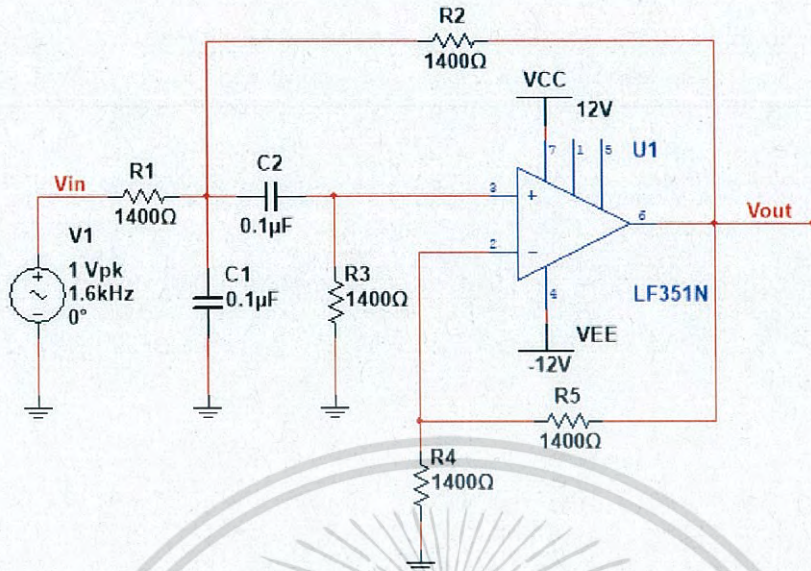 R2
1400Ω
VCC
12V
7 1 5
U1
R1
C2
Vin
3
+
1400Ω
0.1µF
6
Vout
V1
2
−
+
1 Vpk
1.6kHz
0°
−
C1
0.1µF
R3
1400Ω
4
LF351N
VEE
-12V
R5
1400Ω
R4
1400Ω